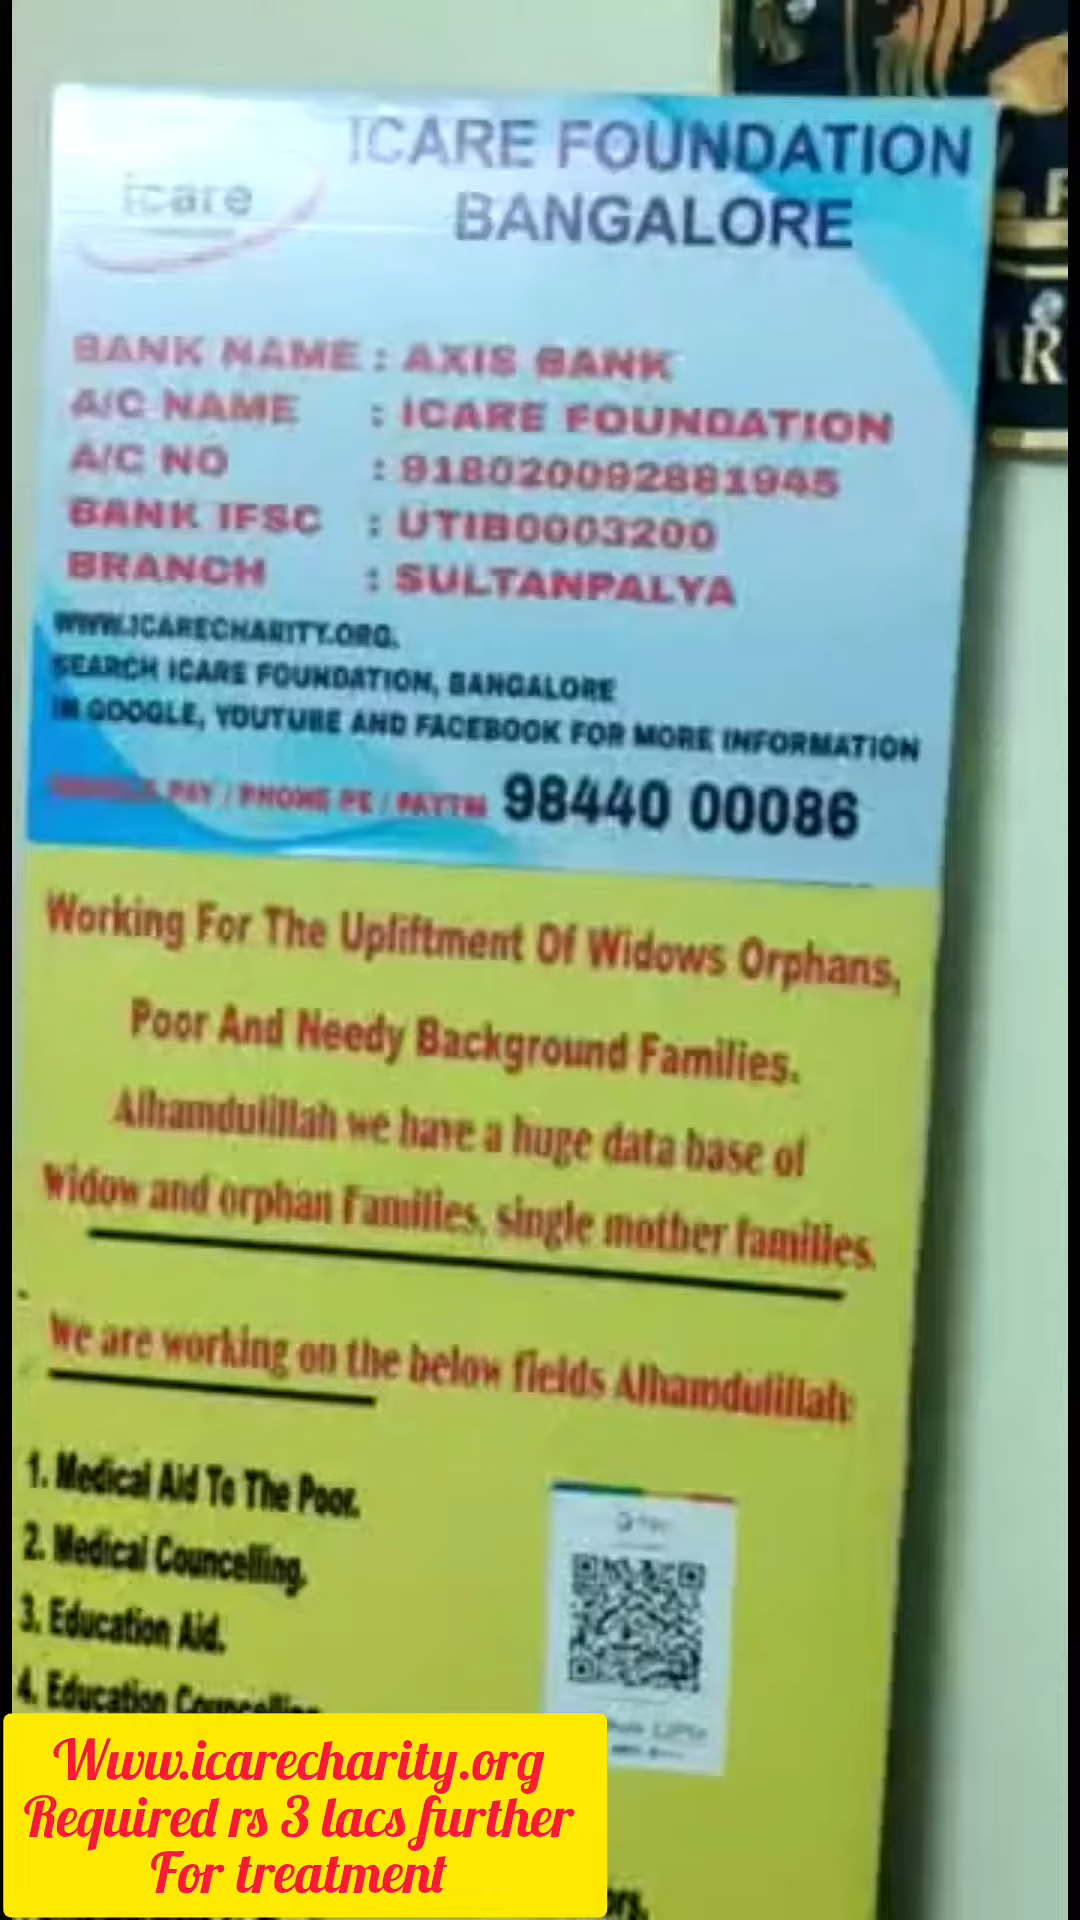 icare
ICARE FOUNDATION
BANGALORE
BANK NAME : AXIS BANK
A/C NAME : ICARE FOUNDATION
A/C NO : 918020092881945
BANK IFSC : UTIB0003200
BRANCH : SULTANPALYA
WWW.ICARECHARITY.ORG.
SEARCH ICARE FOUNDATION, BANGALORE
IN GOOGLE, YOUTUBE AND FACEBOOK FOR MORE INFORMATION
PAY / PHONE PE / PAYTM 98440 00086
Working For The Upliftment Of Widows Orphans,
Poor And Needy Background Families.
Alhamdulillah we have a huge data base of
Widow and orphan Families, single mother families.
We are working on the below fields Alhamdulillah:
1. Medical Aid To The Poor.
2. Medical Councelling.
3. Education Aid.
4. Education Councelling
Www.icarecharity.org
Required rs 3 lacs further
For treatment